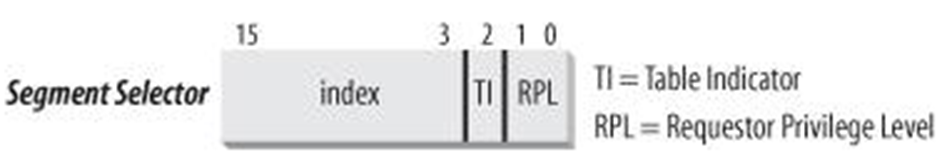 15 3 2 1 0
Segment Selector index TI RPL
TI = Table Indicator
RPL = Requestor Privilege Level